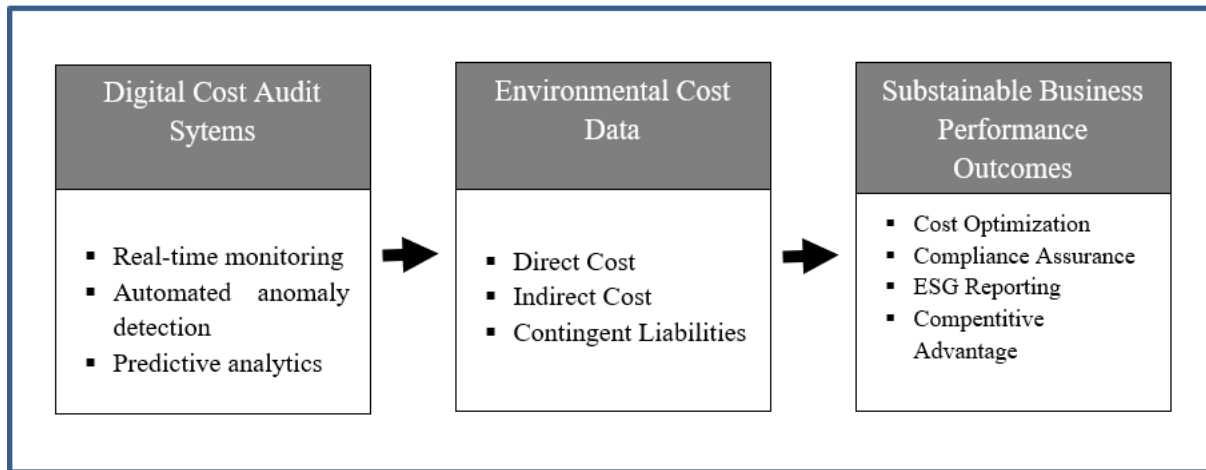 Digital Cost Audit
Sytems
▪ Real-time monitoring
▪ Automated anomaly
detection
▪ Predictive analytics
Environmental Cost
Data
▪ Direct Cost
▪ Indirect Cost
▪ Contingent Liabilities
Substainable Business
Performance
Outcomes
▪ Cost Optimization
▪ Compliance Assurance
▪ ESG Reporting
▪ Compentitive
Advantage